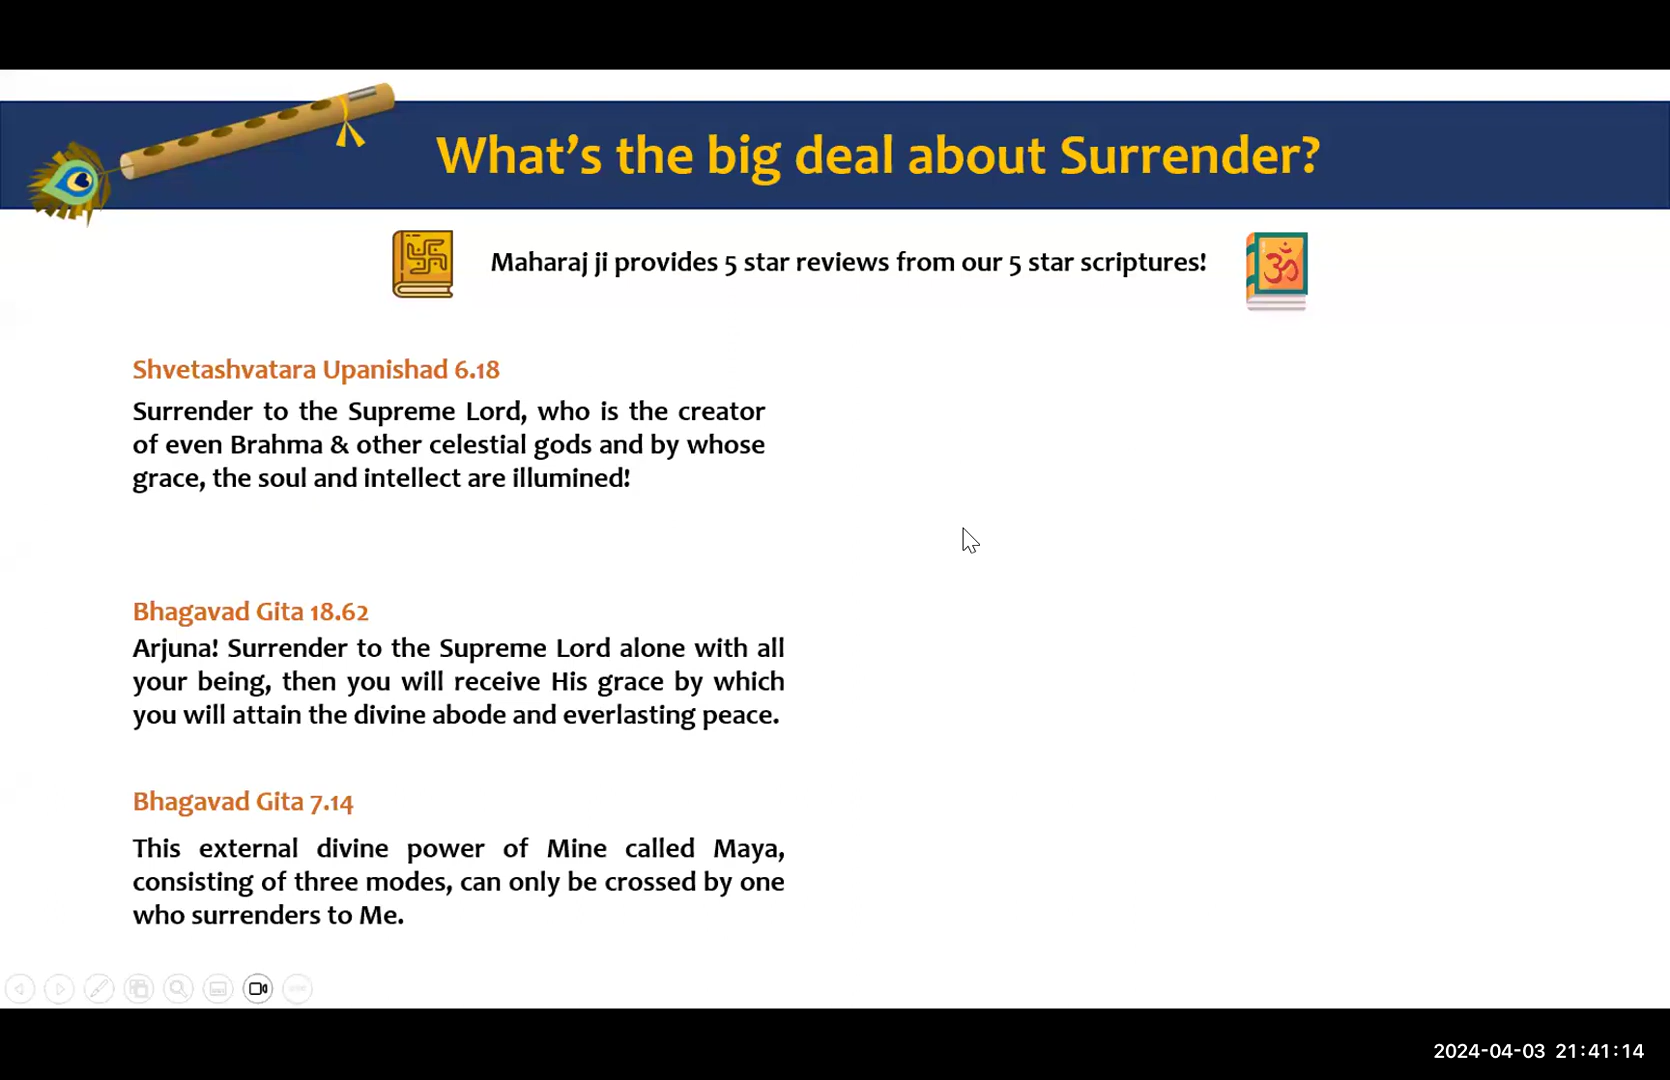 What's the big deal about Surrender?
Maharaj ji provides 5 star reviews from our 5 star scriptures!
ॐ
Shvetashvatara Upanishad 6.18
Surrender to the Supreme Lord, who is the creator
of even Brahma & other celestial gods and by whose
grace, the soul and intellect are illumined!
Bhagavad Gita 18.62
Arjuna! Surrender to the Supreme Lord alone with all
your being, then you will receive His grace by which
you will attain the divine abode and everlasting peace.
Bhagavad Gita 7.14
This external divine power of Mine called Maya,
consisting of three modes, can only be crossed by one
who surrenders to Me.
2024-04-03 21:41:14